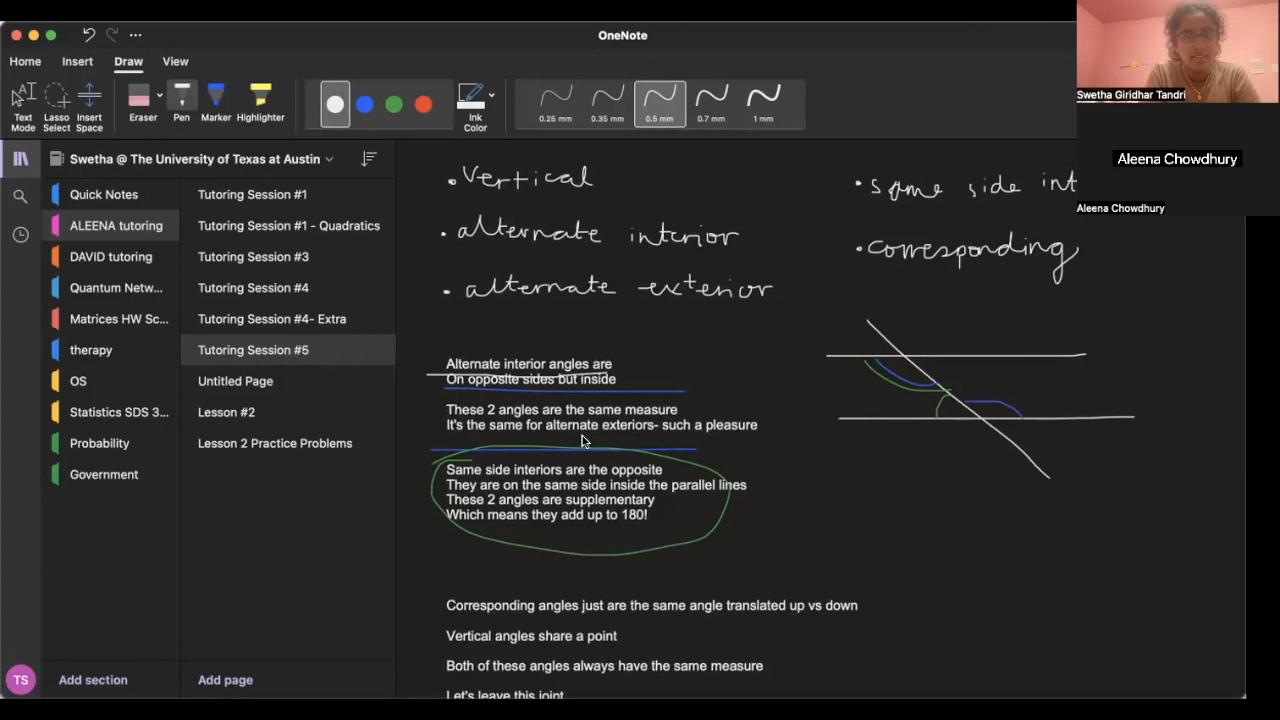 OneNote
Home Insert Draw View
Text Mode
Lasso Select
Insert Space
Eraser
Pen
Marker
Highlighter
Ink Color
0.25 mm
0.35 mm
0.5 mm
0.7 mm
1 mm
Swetha Giridhar Tandri
Aleena Chowdhury
Aleena Chowdhury
Swetha @ The University of Texas at Austin
Quick Notes
ALEENA tutoring
DAVID tutoring
Quantum Netw...
Matrices HW Sc...
therapy
OS
Statistics SDS 3...
Probability
Government
Tutoring Session #1
Tutoring Session #1 - Quadratics
Tutoring Session #3
Tutoring Session #4
Tutoring Session #4- Extra
Tutoring Session #5
Untitled Page
Lesson #2
Lesson 2 Practice Problems
TS
Add section
Add page
• Vertical
• alternate interior
• alternate exterior
• same side int
• corresponding
Alternate interior angles are
On opposite sides but inside
These 2 angles are the same measure
It's the same for alternate exteriors- such a pleasure
Same side interiors are the opposite
They are on the same side inside the parallel lines
These 2 angles are supplementary
Which means they add up to 180!
Corresponding angles just are the same angle translated up vs down
Vertical angles share a point
Both of these angles always have the same measure
Let's leave this joint